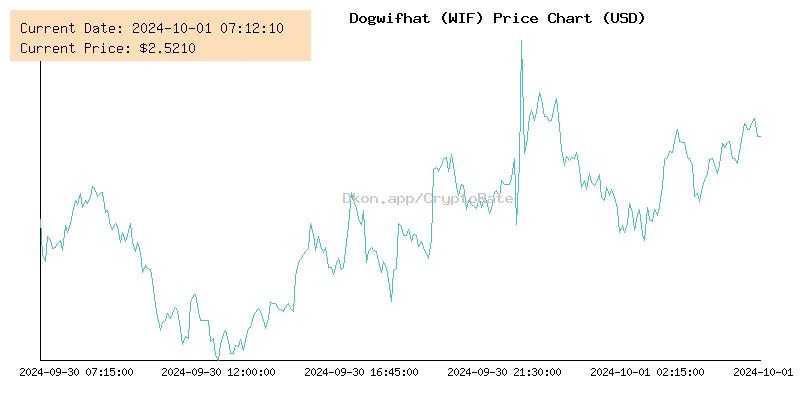 Dogwifhat (WIF) Price Chart (USD)
Current Date: 2024-10-01 07:12:10
Current Price: $2.5210
Dkon.app/CryptoRate
2024-09-30 07:15:00
2024-09-30 12:00:00
2024-09-30 16:45:00
2024-09-30 21:30:00
2024-10-01 02:15:00
2024-10-01